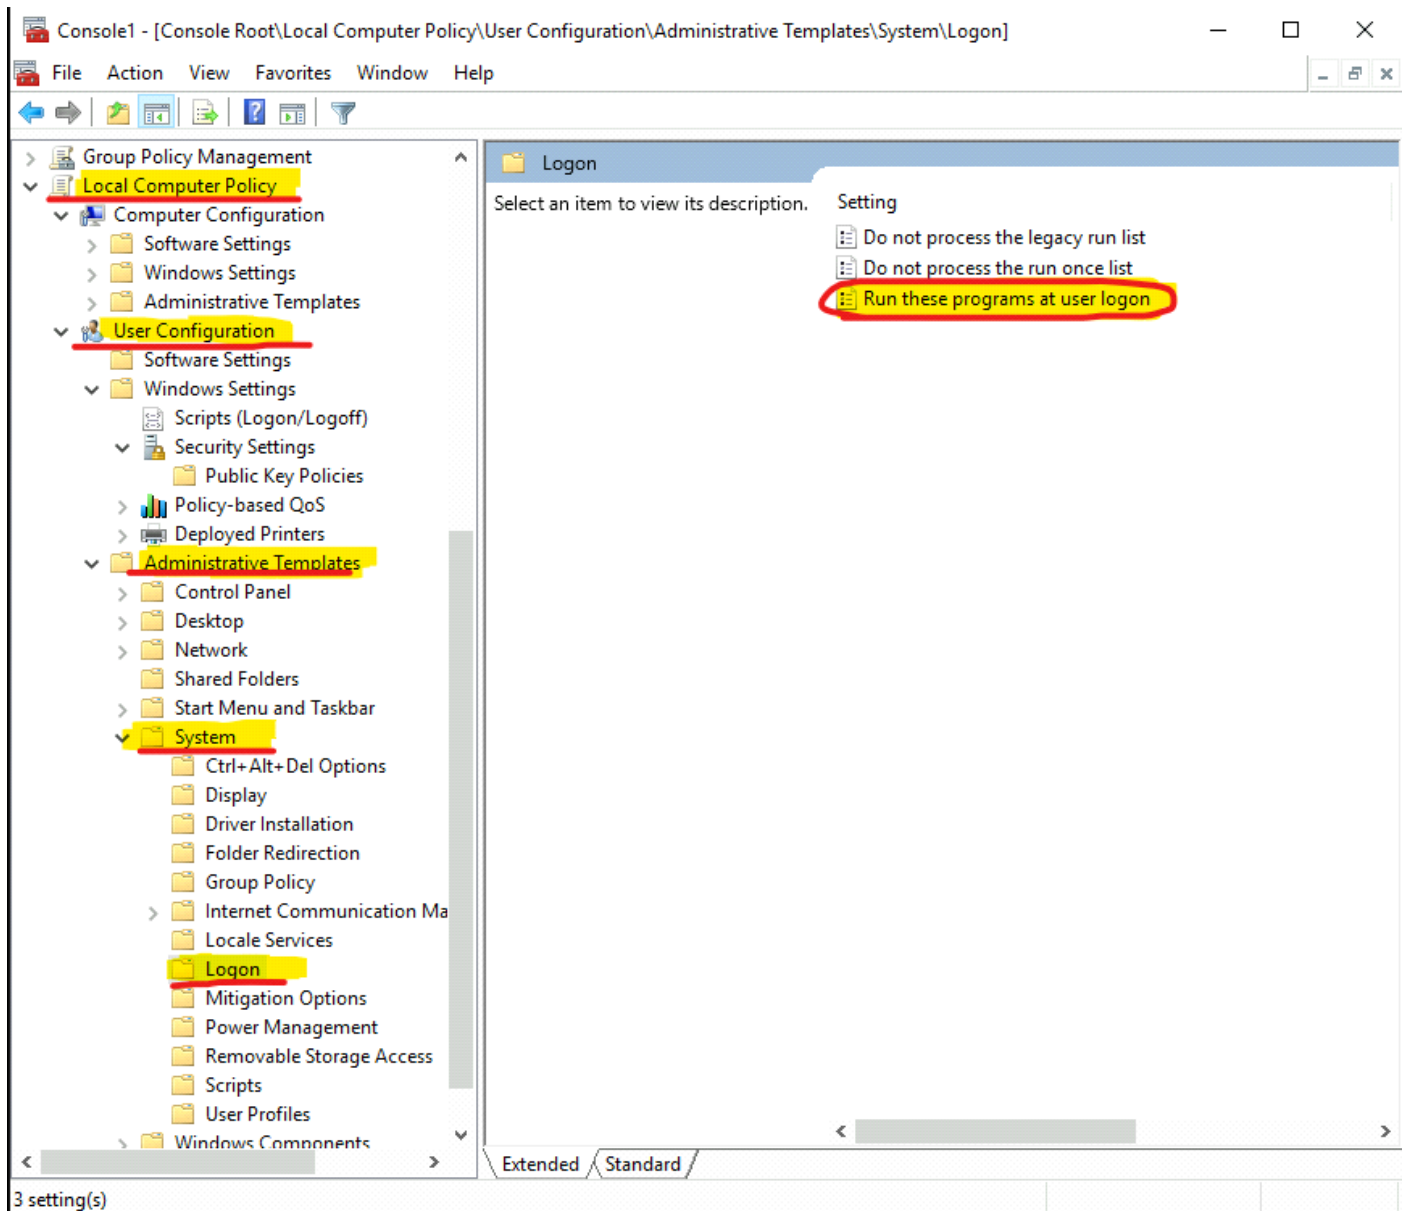 Console1 - [Console Root\Local Computer Policy\User Configuration\Administrative Templates\System\Logon]
File Action View Favorites Window Help
Group Policy Management
Local Computer Policy
Computer Configuration
Software Settings
Windows Settings
Administrative Templates
User Configuration
Software Settings
Windows Settings
Scripts (Logon/Logoff)
Security Settings
Public Key Policies
Policy-based QoS
Deployed Printers
Administrative Templates
Control Panel
Desktop
Network
Shared Folders
Start Menu and Taskbar
System
Ctrl+Alt+Del Options
Display
Driver Installation
Folder Redirection
Group Policy
Internet Communication Ma
Locale Services
Logon
Mitigation Options
Power Management
Removable Storage Access
Scripts
User Profiles
Windows Components
Logon
Select an item to view its description.
Setting
Do not process the legacy run list
Do not process the run once list
Run these programs at user logon
Extended Standard
3 setting(s)